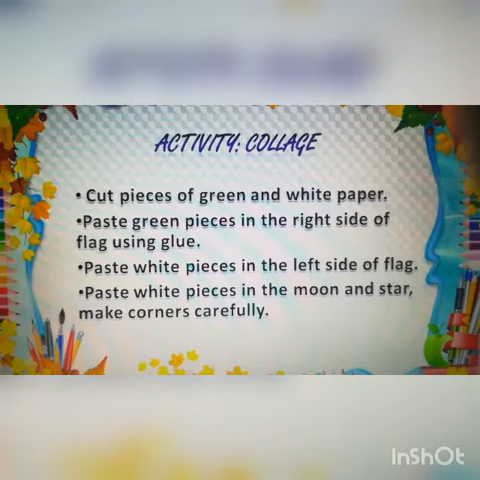 ACTIVITY: COLLAGE
• Cut pieces of green and white paper.
•Paste green pieces in the right side of
flag using glue.
•Paste white pieces in the left side of flag.
•Paste white pieces in the moon and star,
make corners carefully.
InShOt